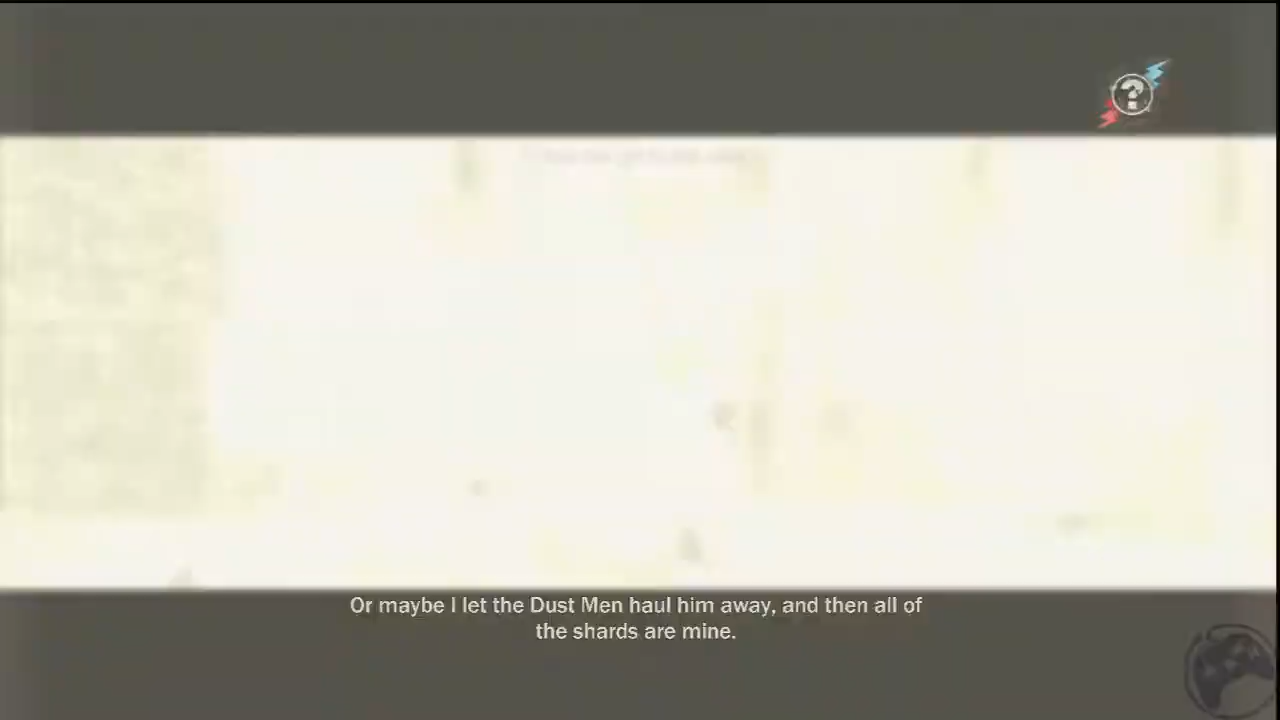 Or maybe I let the Dust Men haul him away, and then all of
the shards are mine.